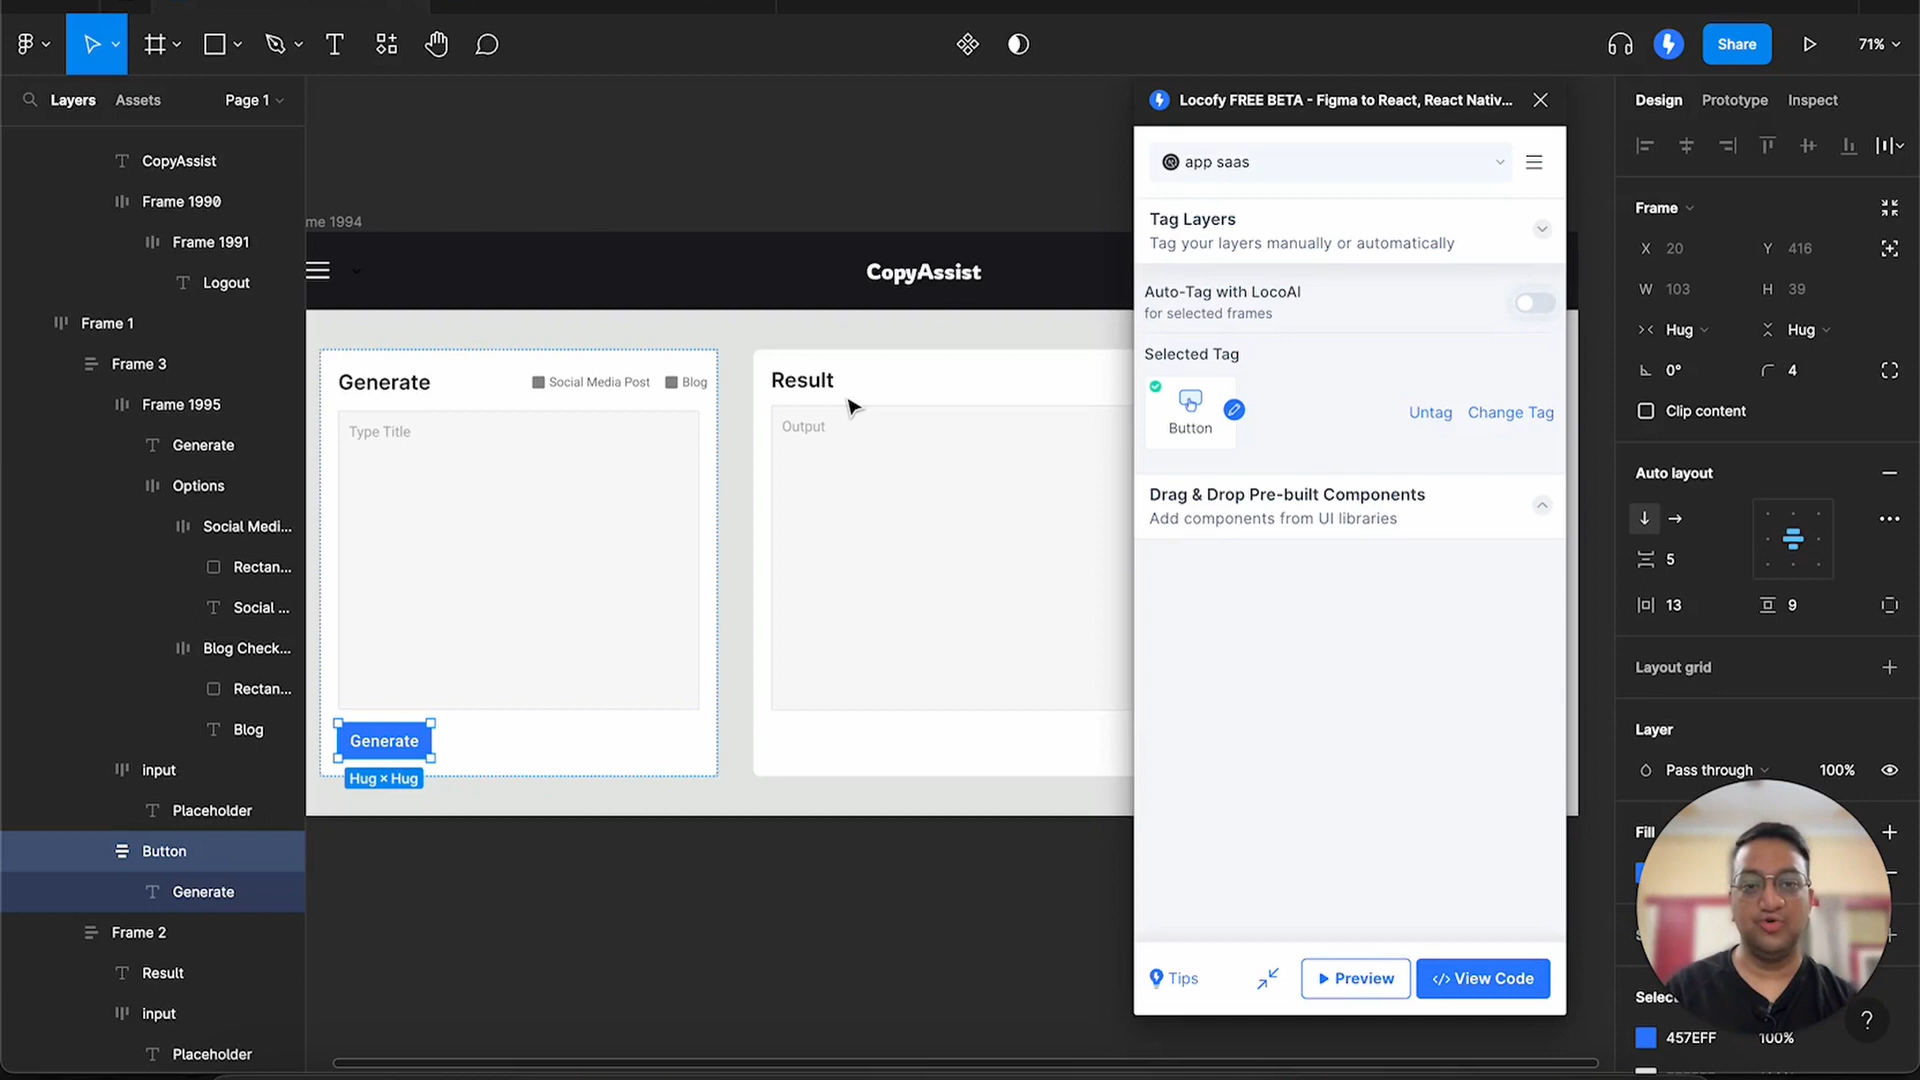 Share
71%
Layers
Assets
Page 1
CopyAssist
Frame 1990
Frame 1991
Logout
Frame 1
Frame 3
Frame 1995
Generate
Options
Social Medi...
Rectan...
Social ...
Blog Check...
Rectan...
Blog
input
Placeholder
Button
Generate
Frame 2
Result
input
Placeholder
me 1994
CopyAssist
Generate
Social Media Post
Blog
Type Title
Generate
Hug × Hug
Result
Output
Locofy FREE BETA - Figma to React, React Nativ...
app saas
Tag Layers
Tag your layers manually or automatically
Auto-Tag with LocoAI
for selected frames
Selected Tag
Button
Untag
Change Tag
Drag & Drop Pre-built Components
Add components from UI libraries
Tips
Preview
</> View Code
Design
Prototype
Inspect
Frame
X 20
Y 416
W 103
H 39
Hug
Hug
0°
4
Clip content
Auto layout
5
13
9
Layout grid
Layer
Pass through
100%
Fill
Selec
457EFF
100%
?